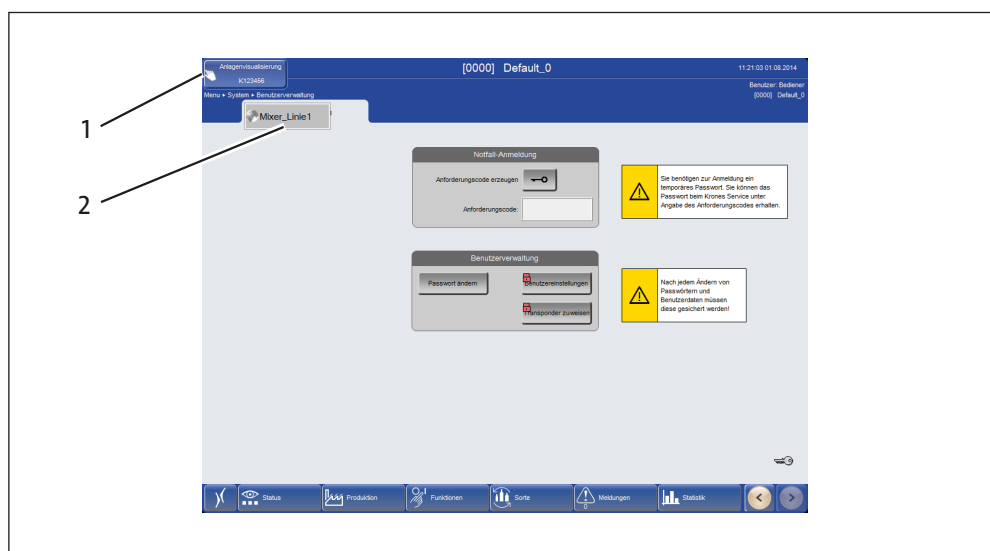 Anlagenvisualisierung
K123456
[0000] Default_0
11:21:03 01.08.2014
Benutzer: Bediener
[0000] Default_0
Menu ▸ System ▸ Benutzerverwaltung
Mixer_Linie1
1
2
Notfall-Anmeldung
Anforderungscode erzeugen
Anforderungscode:
Sie benötigen zur Anmeldung ein
temporäres Passwort. Sie können das
Passwort beim Krones Service unter
Angabe des Anforderungscodes erhalten.
Benutzerverwaltung
Passwort ändern
Benutzereinstellungen
Transponder zuweisen
Nach jedem Ändern von
Passwörtern und
Benutzerdaten müssen
diese gesichert werden!
Status
Produktion
Funktionen
Sorte
0
Meldungen
Statistik